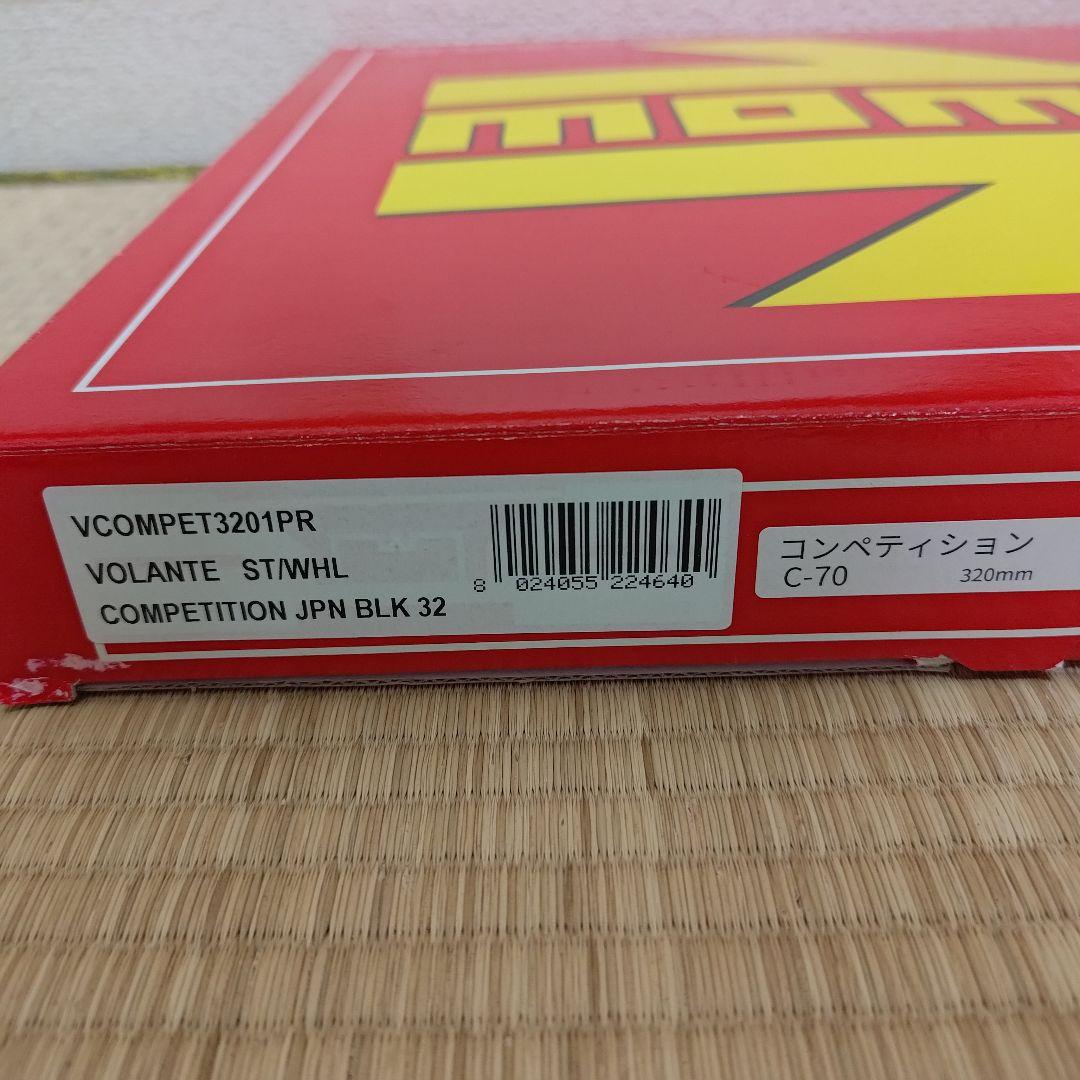 mom
VCOMPET3201PR
VOLANTE ST/WHL
COMPETITION JPN BLK 32
8 024055 224640
コンペティション
C-70 320mm